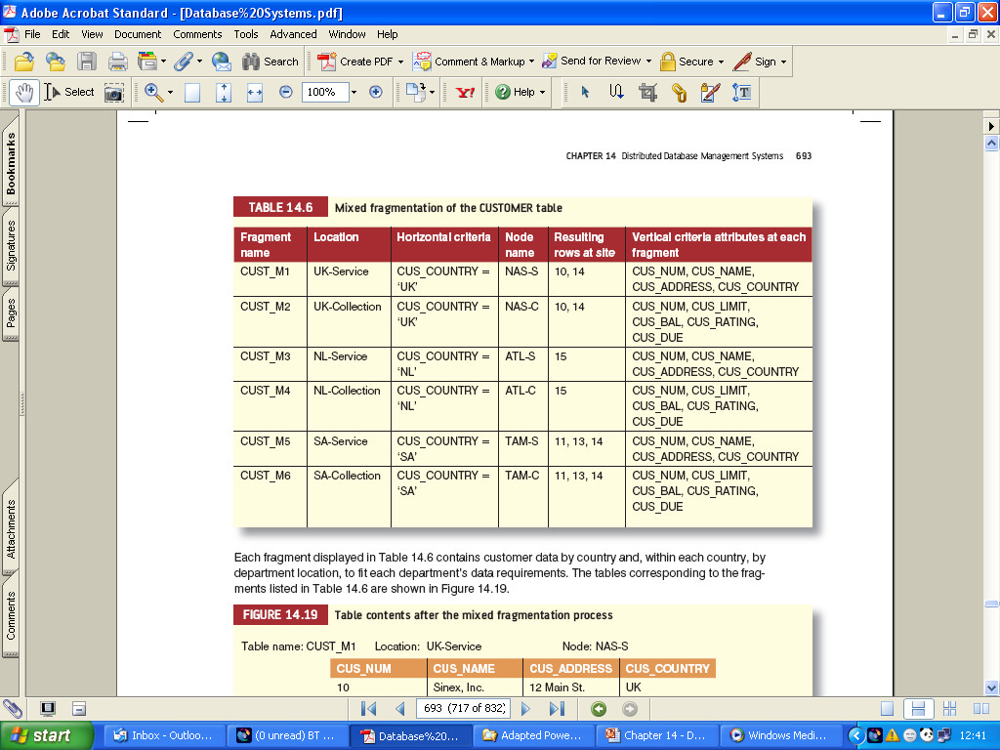 Adobe Acrobat Standard - [Database%20Systems.pdf]
File Edit View Document Comments Tools Advanced Window Help
Search Create PDF Comment & Markup Send for Review Secure Sign
Select 100% Y! Help
Bookmarks
Signatures
Pages
Attachments
Comments
CHAPTER 14 Distributed Database Management Systems 693
TABLE 14.6 Mixed fragmentation of the CUSTOMER table
Fragment name Location Horizontal criteria Node name Resulting rows at site Vertical criteria attributes at each fragment
CUST_M1 UK-Service CUS_COUNTRY = NAS-S 10, 14 CUS_NUM, CUS_NAME,
‘UK’ CUS_ADDRESS, CUS_COUNTRY
CUST_M2 UK-Collection CUS_COUNTRY = NAS-C 10, 14 CUS_NUM, CUS_LIMIT,
‘UK’ CUS_BAL, CUS_RATING,
CUS_DUE
CUST_M3 NL-Service CUS_COUNTRY = ATL-S 15 CUS_NUM, CUS_NAME,
‘NL’ CUS_ADDRESS, CUS_COUNTRY
CUST_M4 NL-Collection CUS_COUNTRY = ATL-C 15 CUS_NUM, CUS_LIMIT,
‘NL’ CUS_BAL, CUS_RATING,
CUS_DUE
CUST_M5 SA-Service CUS_COUNTRY = TAM-S 11, 13, 14 CUS_NUM, CUS_NAME,
‘SA’ CUS_ADDRESS, CUS_COUNTRY
CUST_M6 SA-Collection CUS_COUNTRY = TAM-C 11, 13, 14 CUS_NUM, CUS_LIMIT,
‘SA’ CUS_BAL, CUS_RATING,
CUS_DUE
Each fragment displayed in Table 14.6 contains customer data by country and, within each country, by
department location, to fit each department’s data requirements. The tables corresponding to the frag-
ments listed in Table 14.6 are shown in Figure 14.19.
FIGURE 14.19 Table contents after the mixed fragmentation process
Table name: CUST_M1 Location: UK-Service Node: NAS-S
CUS_NUM CUS_NAME CUS_ADDRESS CUS_COUNTRY
10 Sinex, Inc. 12 Main St. UK
693 (717 of 832)
start Inbox - Outloo... (0 unread) BT ... Database%20... Adapted Powe... Chapter 14 - D... Windows Medi... 12:41